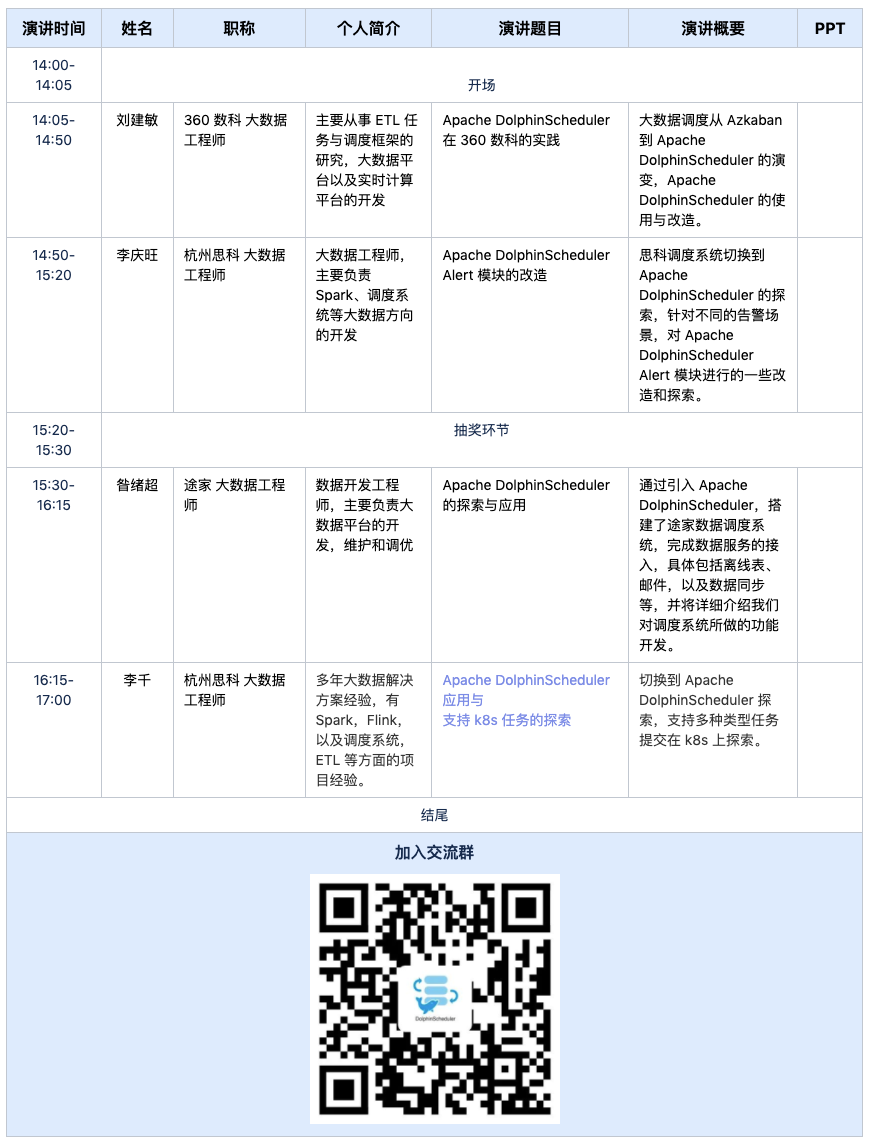 演讲时间 姓名 职称 个人简介 演讲题目 演讲概要 PPT
14:00-
14:05
开场
14:05-
14:50
刘建敏
360 数科 大数据
工程师
主要从事 ETL 任
务与调度框架的
研究，大数据平
台以及实时计算
平台的开发
Apache DolphinScheduler
在 360 数科的实践
大数据调度从 Azkaban
到 Apache
DolphinScheduler 的演
变，Apache
DolphinScheduler 的使
用与改造。
14:50-
15:20
李庆旺
杭州思科 大数据
工程师
大数据工程师，
主要负责
Spark、调度系
统等大数据方向
的开发
Apache DolphinScheduler
Alert 模块的改造
思科调度系统切换到
Apache
DolphinScheduler 的探
索，针对不同的告警场
景，对 Apache
DolphinScheduler
Alert 模块进行的一些改
造和探索。
15:20-
15:30
抽奖环节
15:30-
16:15
昝绪超
途家 大数据工程
师
数据开发工程
师，主要负责大
数据平台的开
发，维护和调优
Apache DolphinScheduler
的探索与应用
通过引入 Apache
DolphinScheduler，搭
建了途家数据调度系
统，完成数据服务的接
入，具体包括离线表、
邮件，以及数据同步
等，并将详细介绍我们
对调度系统所做的功能
开发。
16:15-
17:00
李千
杭州思科 大数据
工程师
多年大数据解决
方案经验，有
Spark，Flink，
以及调度系统，
ETL 等方面的项
目经验。
Apache DolphinScheduler
应用与
支持 k8s 任务的探索
切换到 Apache
DolphinScheduler 探
索，支持多种类型任务
提交在 k8s 上探索。
结尾
加入交流群
DolphinScheduler